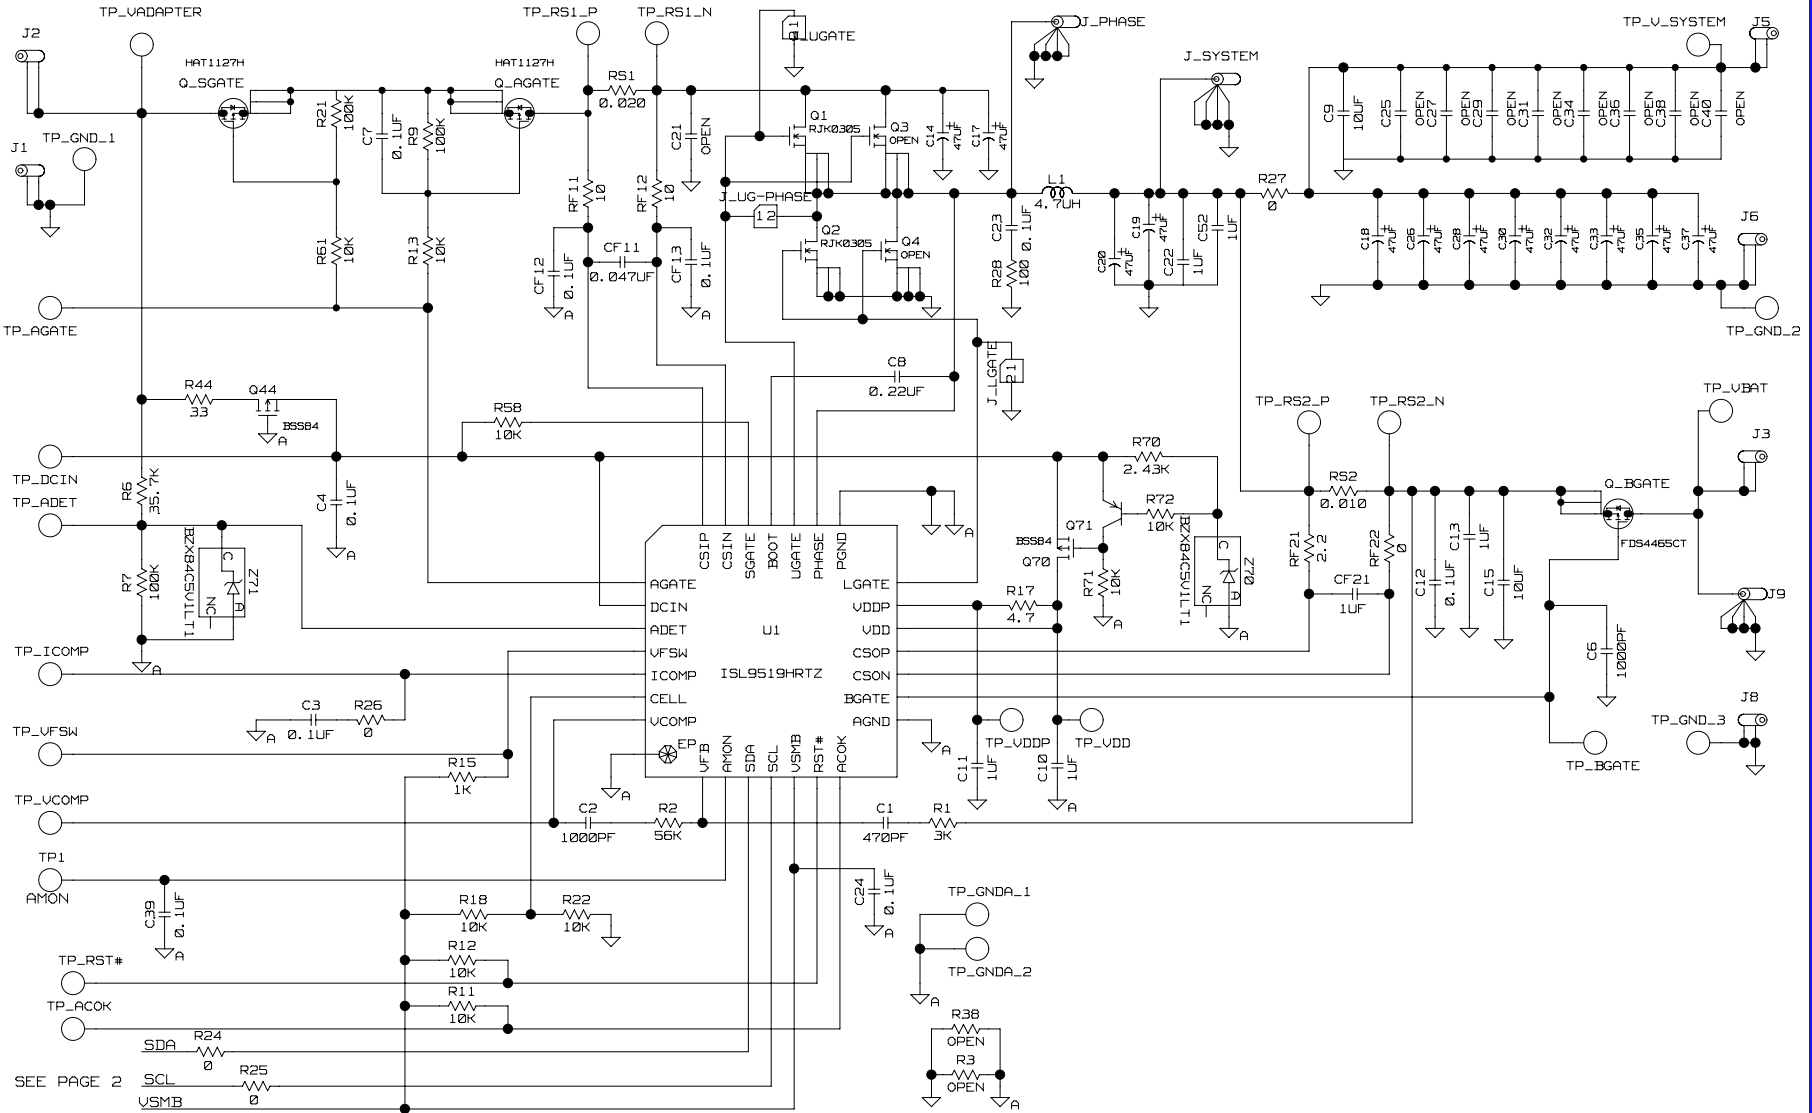 TP_VADAPTER
TP_RS1_P
TP_RS1_N
J_UGATE
1
J_PHASE
TP_V_SYSTEM
J5
J2
HAT1127H
Q_SGATE
HAT1127H
Q_AGATE
RS1
0.020
J_SYSTEM
R21
100K
C7
0.1UF
R9
100K
C21
OPEN
Q1
RJK0305
Q3
OPEN
C14
47UF
C17
47UF
C9
10UF
C25
OPEN
C27
OPEN
C29
OPEN
C31
OPEN
C34
OPEN
C36
OPEN
C38
OPEN
C40
OPEN
J1
TP_GND_1
RF11
10
RF12
10
J_UG-PHASE
12
L1
4.7UH
R27
0
R61
10K
R13
10K
CF12
0.1UF
CF11
0.047UF
CF13
0.1UF
Q2
RJK0305
Q4
OPEN
C23
0.1UF
R28
100
C20
47UF
C19
47UF
C22
1UF
C52
1UF
C18
47UF
C26
47UF
C28
47UF
C30
47UF
C32
47UF
C33
47UF
C35
47UF
C37
47UF
J6
A
A
TP_AGATE
TP_GND_2
J_LGATE
21
C8
0.22UF
R44
33
Q44
BSS84
A
R58
10K
TP_RS2_P
TP_RS2_N
TP_VBAT
J3
TP_DCIN
R70
2.43K
RS2
0.010
Q_BGATE
FDS4465CT
TP_ADET
R6
35.7K
C4
0.1UF
A
A
R72
10K
Q71
BSS84
Q70
R71
10K
A
BZX84C5V1LT1
C
A
NC
Z70
A
RF21
2.2
RF22
0
CF21
1UF
C12
0.1UF
C13
1UF
C15
10UF
R7
100K
A
BZX84C5V1LT1
C
A
NC
Z71
CSIP
CSIN
SGATE
BOOT
UGATE
PHASE
PGND
AGATE
DCIN
ADET
VFSW
ICOMP
CELL
VCOMP
U1
ISL9519HRTZ
LGATE
VDDP
VDD
CSOP
CSON
BGATE
AGND
EP
VFB
AMON
SDA
SCL
VSMB
RST#
ACOK
R17
4.7
J9
C6
1000PF
TP_ICOMP
A
C3
0.1UF
R26
0
A
A
TP_VDDP
TP_VDD
C11
1UF
C10
1UF
A
TP_BGATE
TP_GND_3
J8
TP_VFSW
R15
1K
TP_VCOMP
C2
1000PF
R2
56K
C1
470PF
R1
3K
TP1
AMON
C39
0.1UF
A
R18
10K
R22
10K
C24
0.1UF
A
TP_GNDA_1
TP_GNDA_2
A
R12
10K
TP_RST#
R11
10K
TP_ACOK
R38
OPEN
R3
OPEN
A
SDA
R24
0
SEE PAGE 2
SCL
R25
0
VSMB